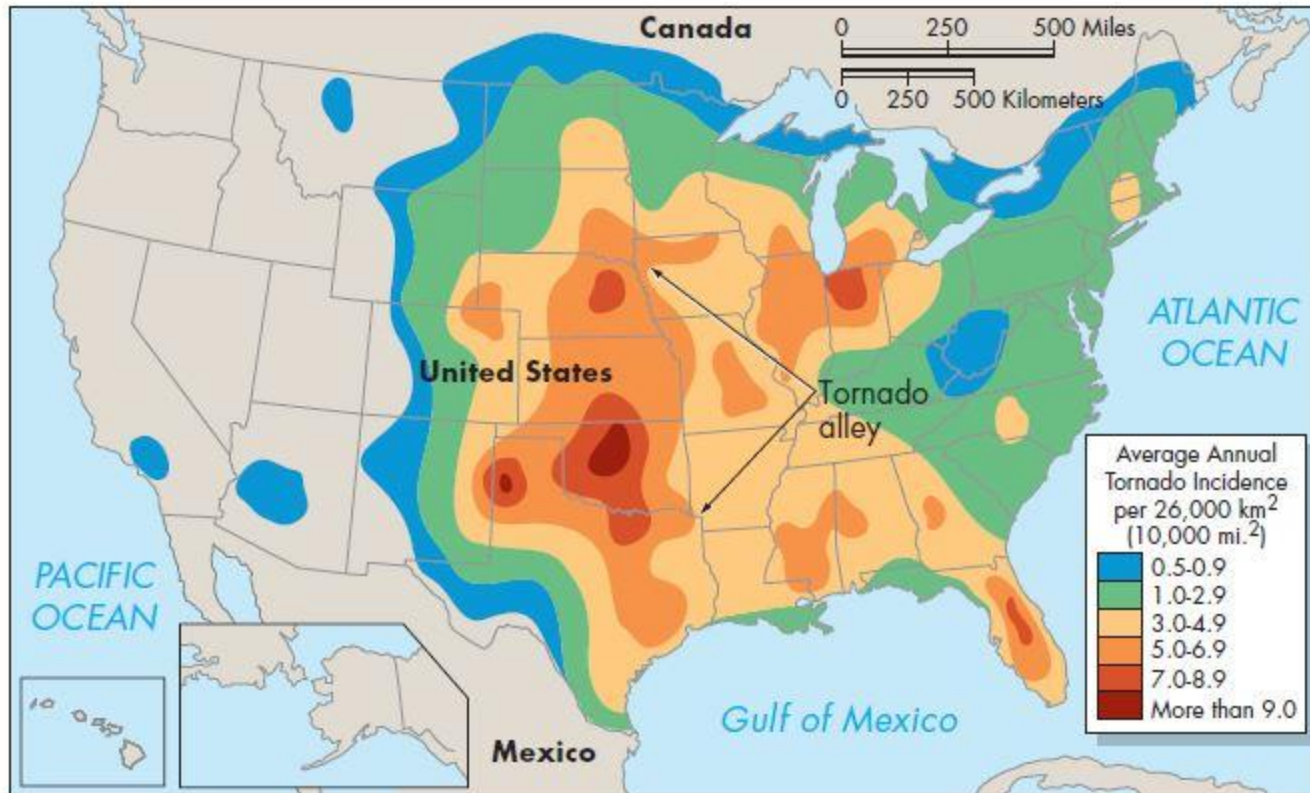 Canada
0 250 500 Miles
0 250 500 Kilometers
ATLANTIC
OCEAN
United States
Tornado
alley
PACIFIC
OCEAN
Gulf of Mexico
Mexico
Average Annual
Tornado Incidence
per 26,000 km²
(10,000 mi.²)
0.5-0.9
1.0-2.9
3.0-4.9
5.0-6.9
7.0-8.9
More than 9.0